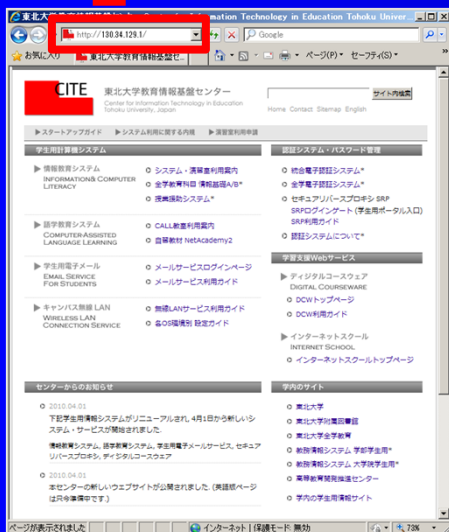 東北大学教育情報基盤センター - Center for Information Technology in Education Tohoku Univer...
http://130.34.129.1/
Google
お気に入り
東北大学教育情報基盤セ...
ページ(P)
セーフティ(S)
CITE
東北大学教育情報基盤センター
Center for Information Technology in Education
Tohoku University, Japan
サイト内検索
Home Contact Sitemap English
スタートアップガイド
システム利用に関する内規
演習室利用申請
学生用計算機システム
情報教育システム
INFORMATION& COMPUTER
LITERACY
システム・演習室利用案内
全学教育科目 情報基礎A/B*
授業援助システム*
語学教育システム
COMPUTER-ASSISTED
LANGUAGE LEARNING
CALL教室利用案内
自習教材 NetAcademy2
学生用電子メール
EMAIL SERVICE
FOR STUDENTS
メールサービスログインページ
メールサービス利用ガイド
キャンパス無線 LAN
WIRELESS LAN
CONNECTION SERVICE
無線LANサービス利用ガイド
各OS環境別 設定ガイド
認証システム・パスワード管理
統合電子認証システム*
全学電子認証システム*
セキュアリバースプロキシ SRP
SRPログインゲート (学生用ポータル入口)
SRP利用ガイド
認証システムについて*
学習支援Webサービス
ディジタルコースウェア
DIGITAL COURSEWARE
DCWトップページ
DCW利用ガイド
インターネットスクール
INTERNET SCHOOL
インターネットスクールトップページ
センターからのお知らせ
2010.04.01
下記学生用情報システムがリニューアルされ, 4月1日から新しいシ
ステム・サービスが開始されました.
情報教育システム, 語学教育システム, 学生用電子メールサービス, セキュア
リバースプロキシ, ディジタルコースウェア
2010.04.01
本センターの新しいウェブサイトが公開されました. (英語版ページ
は只今準備中です.)
学内のサイト
東北大学
東北大学附属図書館
東北大学全学教育
教務情報システム 学部学生用*
教務情報システム 大学院学生用*
高等教育開発推進センター
学内の学生用情報サイト
ページが表示されました
インターネット | 保護モード: 無効
73%